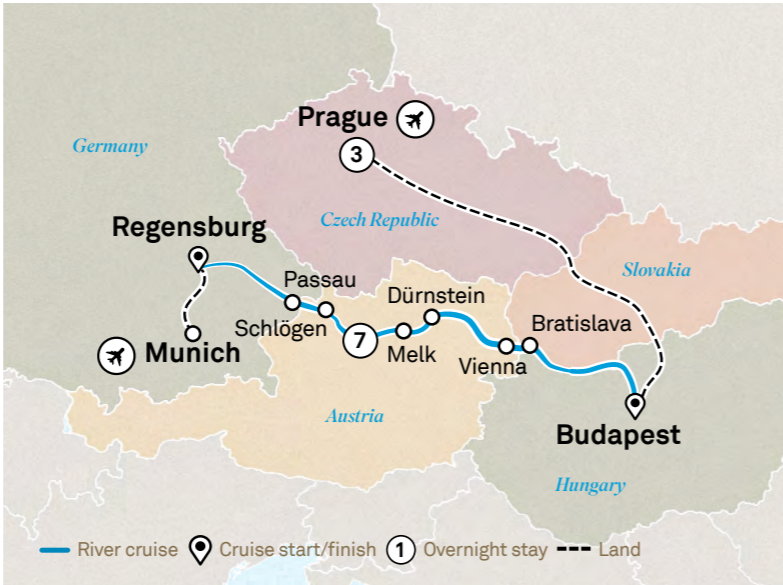 Prague
3
Germany
Czech Republic
Regensburg
Slovakia
Passau
Dürnstein
Schlögen
Bratislava
7
Munich
Melk
Vienna
Austria
Budapest
Hungary
River cruise Cruise start/finish 1 Overnight stay Land